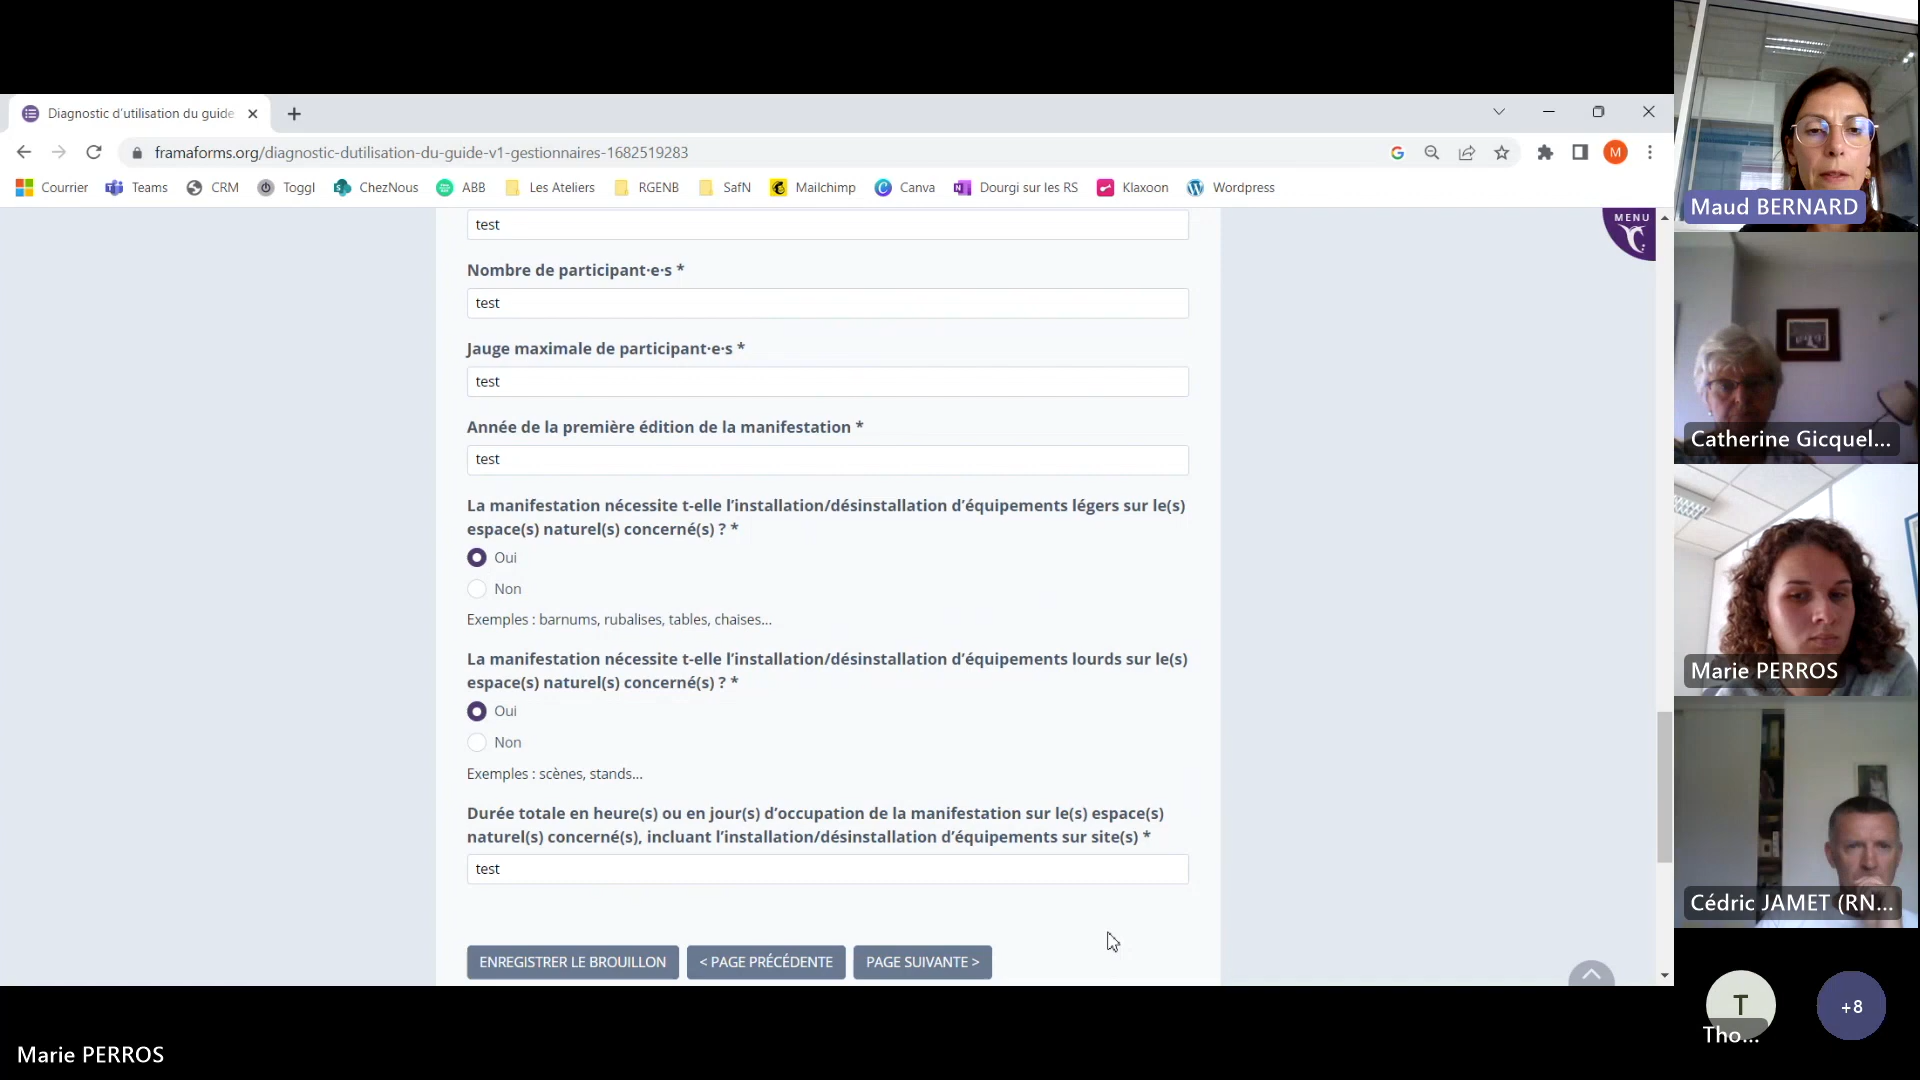 Diagnostic d'utilisation du guide
framaforms.org/diagnostic-dutilisation-du-guide-v1-gestionnaires-1682519283
M
Courrier Teams CRM Toggl ChezNous ABB Les Ateliers RGENB SafN Mailchimp Canva Dourgi sur les RS Klaxoon Wordpress
MENU
test
Nombre de participant·e·s *
test
Jauge maximale de participant·e·s *
test
Année de la première édition de la manifestation *
test
La manifestation nécessite t-elle l'installation/désinstallation d'équipements légers sur le(s)
espace(s) naturel(s) concerné(s) ? *
Oui
Non
Exemples : barnums, rubalises, tables, chaises...
La manifestation nécessite t-elle l'installation/désinstallation d'équipements lourds sur le(s)
espace(s) naturel(s) concerné(s) ? *
Oui
Non
Exemples : scènes, stands...
Durée totale en heure(s) ou en jour(s) d'occupation de la manifestation sur le(s) espace(s)
naturel(s) concerné(s), incluant l'installation/désinstallation d'équipements sur site(s) *
test
ENREGISTRER LE BROUILLON < PAGE PRÉCÉDENTE PAGE SUIVANTE >
Maud BERNARD
Catherine Gicquel...
Marie PERROS
Cédric JAMET (RN...
T
Tho...
+8
Marie PERROS